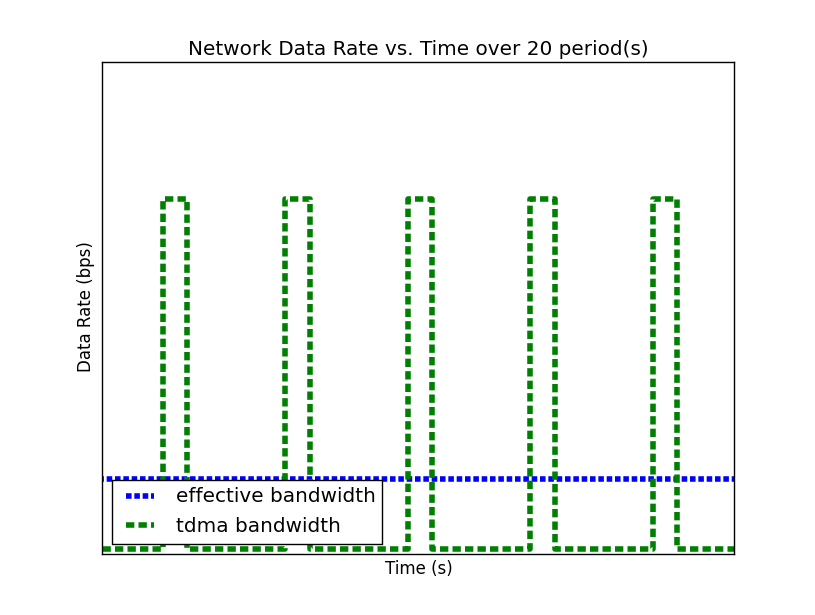 Network Data Rate vs. Time over 20 period(s)
Data Rate (bps)
effective bandwidth
tdma bandwidth
Time (s)